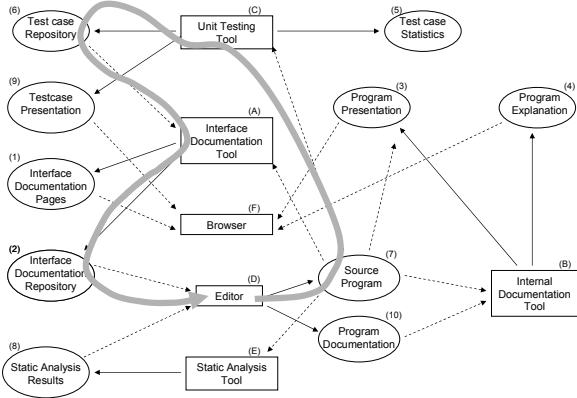 (6)
Test case
Repository
(C)
Unit Testing
Tool
(5)
Test case
Statistics
(9)
Testcase
Presentation
(A)
Interface
Documentation
Tool
(3)
Program
Presentation
(4)
Program
Explanation
(1)
Interface
Documentation
Pages
(F)
Browser
(2)
Interface
Documentation
Repository
(D)
Editor
(7)
Source
Program
(B)
Internal
Documentation
Tool
(10)
Program
Documentation
(8)
Static Analysis
Results
(E)
Static Analysis
Tool